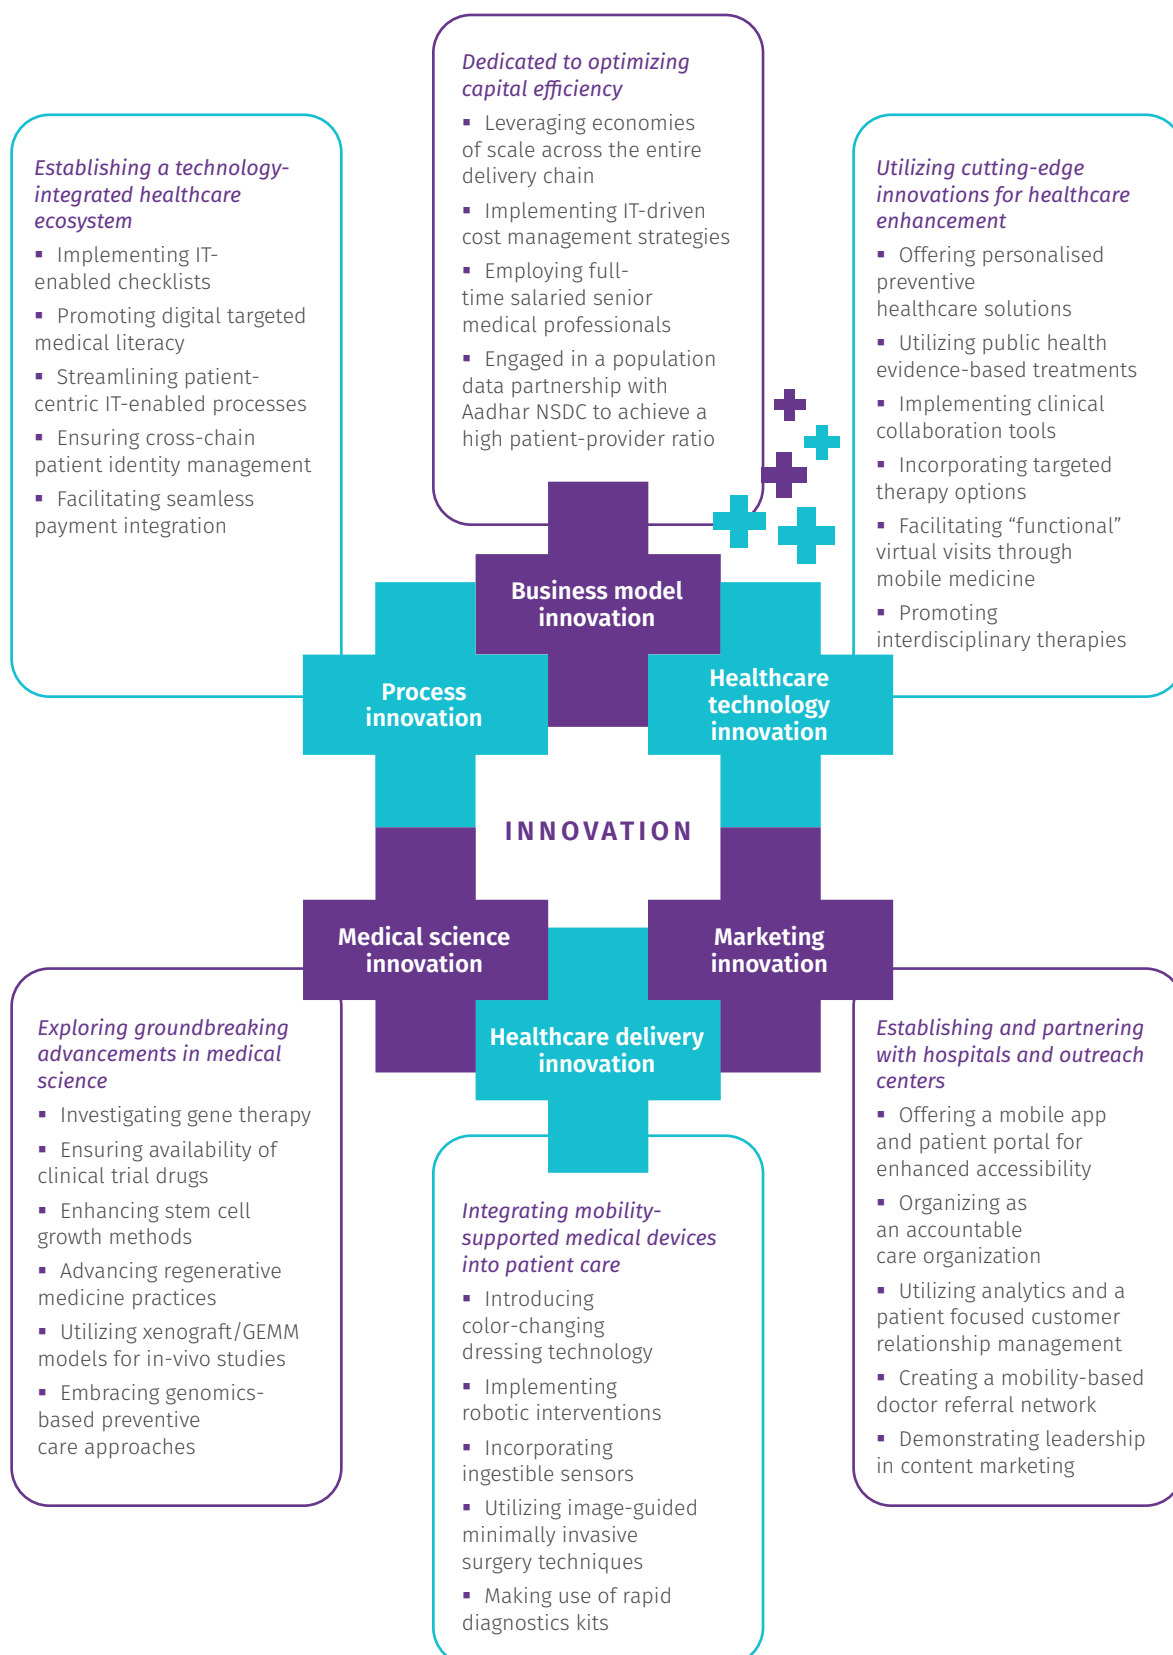 Dedicated to optimizing
capital efficiency
▪ Leveraging economies
of scale across the entire
delivery chain
▪ Implementing IT-driven
cost management strategies
▪ Employing full-
time salaried senior
medical professionals
▪ Engaged in a population
data partnership with
Aadhar NSDC to achieve a
high patient-provider ratio
Establishing a technology-
integrated healthcare
ecosystem
▪ Implementing IT-
enabled checklists
▪ Promoting digital targeted
medical literacy
▪ Streamlining patient-
centric IT-enabled processes
▪ Ensuring cross-chain
patient identity management
▪ Facilitating seamless
payment integration
Utilizing cutting-edge
innovations for healthcare
enhancement
▪ Offering personalised
preventive
healthcare solutions
▪ Utilizing public health
evidence-based treatments
▪ Implementing clinical
collaboration tools
▪ Incorporating targeted
therapy options
▪ Facilitating “functional”
virtual visits through
mobile medicine
▪ Promoting
interdisciplinary therapies
Business model
innovation
Process
innovation
Healthcare
technology
innovation
INNOVATION
Medical science
innovation
Marketing
innovation
Healthcare delivery
innovation
Exploring groundbreaking
advancements in medical
science
▪ Investigating gene therapy
▪ Ensuring availability of
clinical trial drugs
▪ Enhancing stem cell
growth methods
▪ Advancing regenerative
medicine practices
▪ Utilizing xenograft/GEMM
models for in-vivo studies
▪ Embracing genomics-
based preventive
care approaches
Integrating mobility-
supported medical devices
into patient care
▪ Introducing
color-changing
dressing technology
▪ Implementing
robotic interventions
▪ Incorporating
ingestible sensors
▪ Utilizing image-guided
minimally invasive
surgery techniques
▪ Making use of rapid
diagnostics kits
Establishing and partnering
with hospitals and outreach
centers
▪ Offering a mobile app
and patient portal for
enhanced accessibility
▪ Organizing as
an accountable
care organization
▪ Utilizing analytics and a
patient focused customer
relationship management
▪ Creating a mobility-based
doctor referral network
▪ Demonstrating leadership
in content marketing